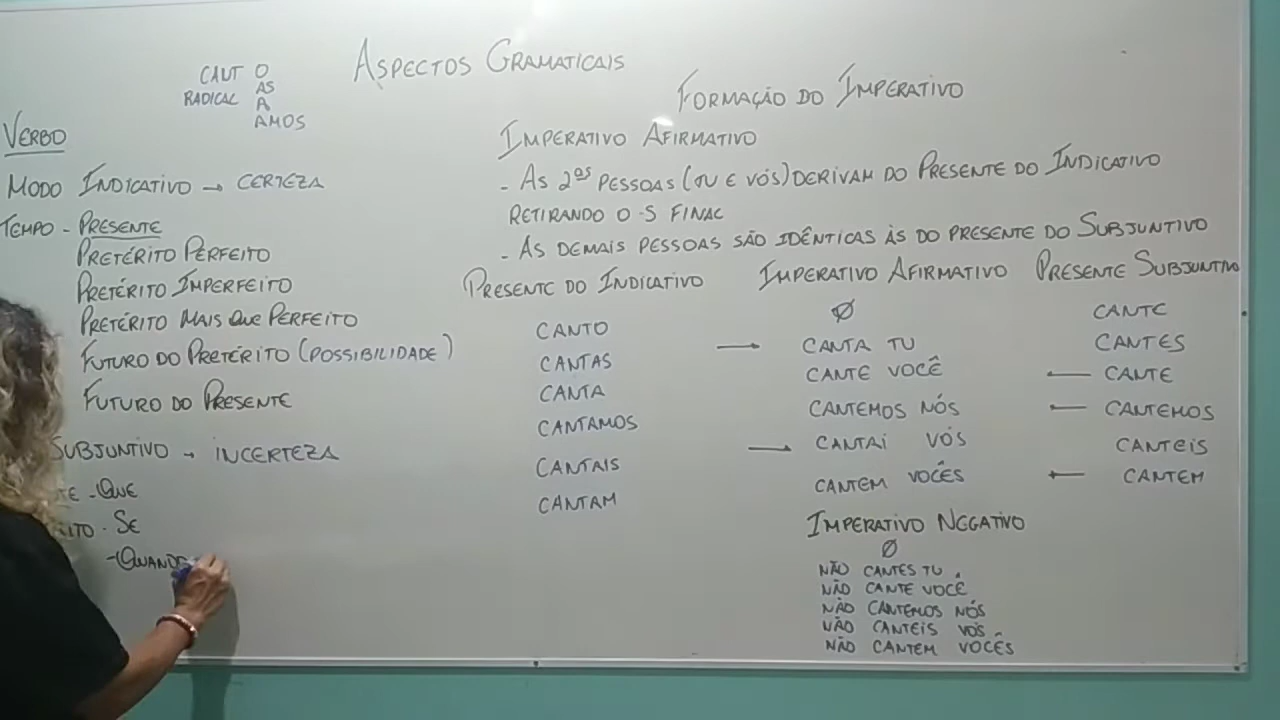 ASPECTOS GRAMATICAIS
CANT O
RADICAL AS
A
AMOS
VERBO
MODO INDICATIVO → CERTEZA
TEMPO - PRESENTE
PRETÉRITO PERFEITO
PRETÉRITO IMPERFEITO
PRETÉRITO MAIS QUE PERFEITO
FUTURO DO PRETÉRITO (POSSIBILIDADE)
FUTURO DO PRESENTE
SUBJUNTIVO → INCERTEZA
TE - QUE
ITO - SE
- QUANDO
FORMAÇÃO DO IMPERATIVO
IMPERATIVO AFIRMATIVO
- AS 2ªS PESSOAS (TU E VÓS) DERIVAM DO PRESENTE DO INDICATIVO
RETIRANDO O -S FINAL
- AS DEMAIS PESSOAS SÃO IDÊNTICAS ÀS DO PRESENTE DO SUBJUNTIVO
PRESENTE DO INDICATIVO
CANTO
CANTAS
CANTA
CANTAMOS
CANTAIS
CANTAM
IMPERATIVO AFIRMATIVO
Ø
→ CANTA TU
CANTE VOCÊ
CANTEMOS NÓS
→ CANTAI VÓS
CANTEM VOCÊS
PRESENTE SUBJUNTIVO
CANTE
CANTES
← CANTE
← CANTEMOS
CANTEIS
← CANTEM
IMPERATIVO NEGATIVO
Ø
NÃO CANTES TU
NÃO CANTE VOCÊ
NÃO CANTEMOS NÓS
NÃO CANTEIS VÓS
NÃO CANTEM VOCÊS